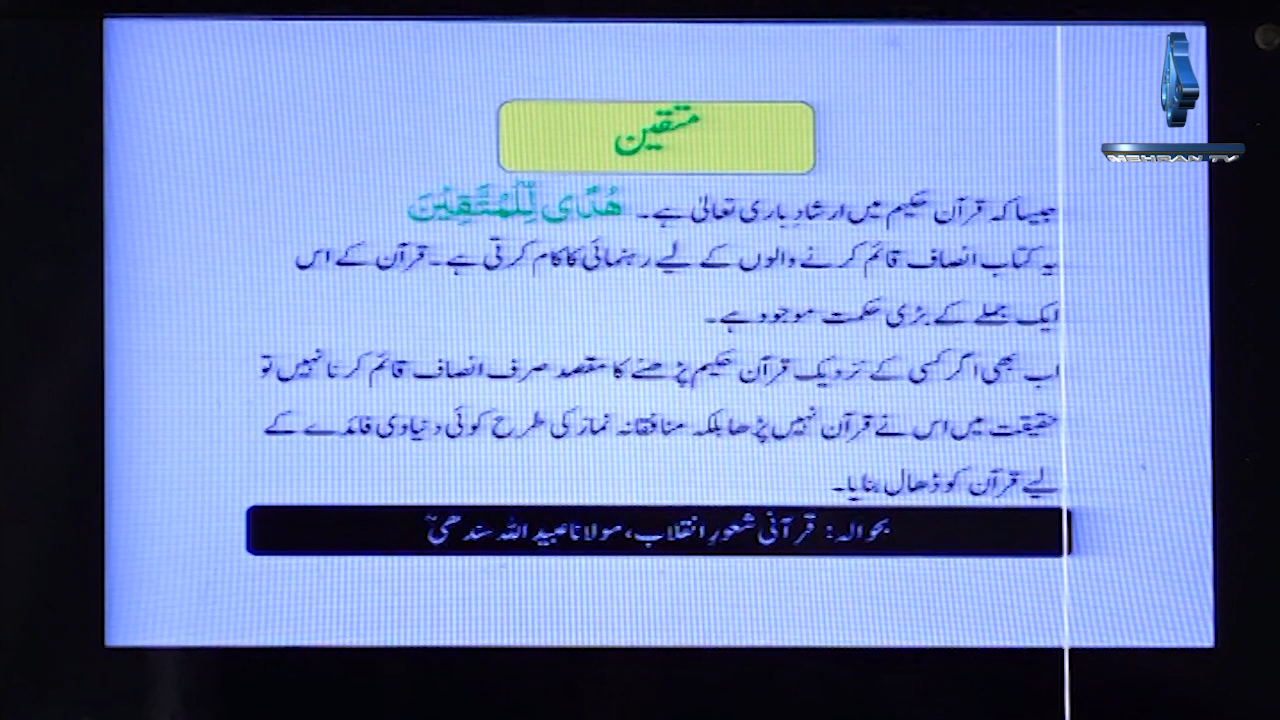 MEHRAN TV
متقین
جیسا کہ قرآن حکیم میں ارشادِ باری تعالیٰ ہے۔ هُدًى لِّلْمُتَّقِيْنَ
یہ کتاب انصاف قائم کرنے والوں کے لیے رہنمائی کا کام کرتی ہے۔ قرآن کے اس
ایک جملے کے بڑی حکمت موجود ہے۔
اب بھی اگر کسی کے نزدیک قرآن حکیم پڑھنے کا مقصد صرف انصاف قائم کرنا نہیں تو
حقیقت میں اس نے قرآن نہیں پڑھا بلکہ منافقانہ نماز کی طرح کوئی دنیاوی فائدے کے
لیے قرآن کو ڈھال بنایا۔
بحوالہ: قرآنی شعورِ انقلاب، مولانا عبید اللہ سندھیؒ